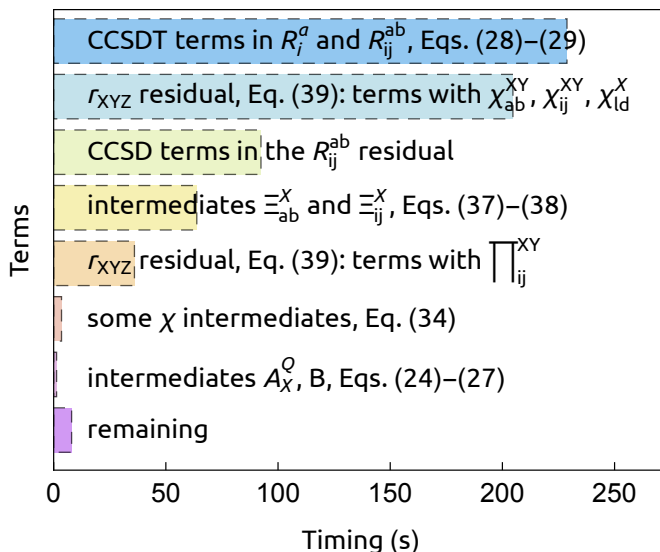 CCSDT terms in R_i^a and R_ij^ab, Eqs. (28)–(29)
r_XYZ residual, Eq. (39): terms with χ_ab^XY, χ_ij^XY, χ_ld^X
CCSD terms in the R_ij^ab residual
intermediates Ξ_ab^X and Ξ_ij^X, Eqs. (37)–(38)
r_XYZ residual, Eq. (39): terms with ∏_ij^XY
some χ intermediates, Eq. (34)
intermediates A_X^Q, B, Eqs. (24)–(27)
remaining
Terms
0 50 100 150 200 250
Timing (s)